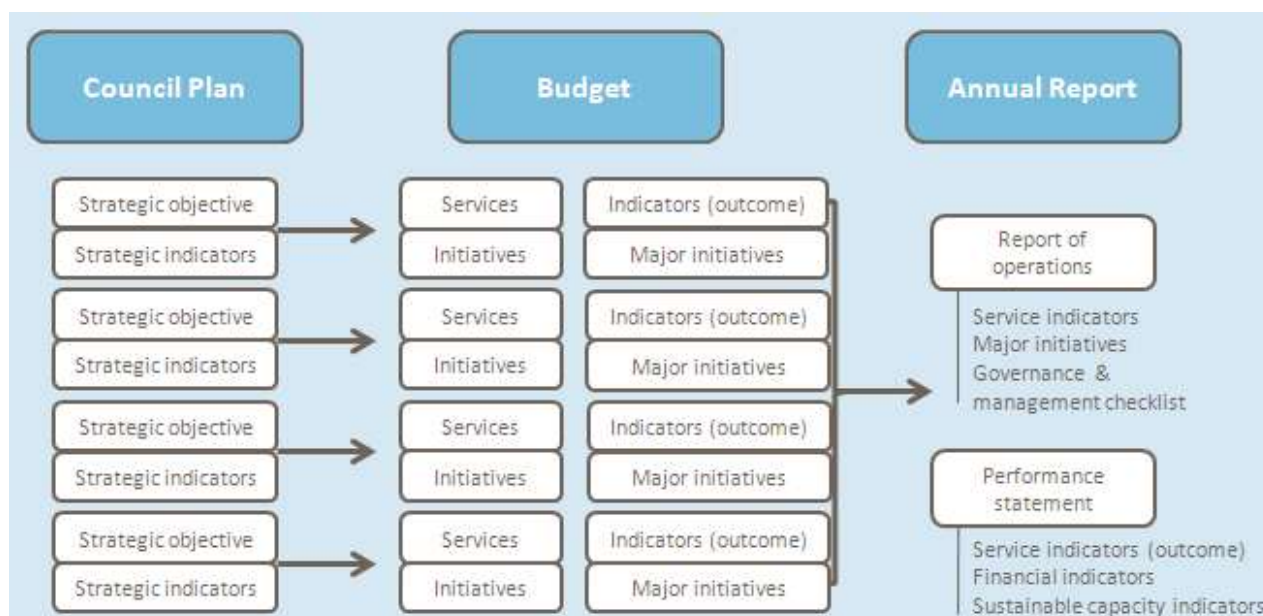 Council Plan
Budget
Annual Report
Strategic objective
Strategic indicators
Services
Initiatives
Indicators (outcome)
Major initiatives
Strategic objective
Strategic indicators
Services
Initiatives
Indicators (outcome)
Major initiatives
Strategic objective
Strategic indicators
Services
Initiatives
Indicators (outcome)
Major initiatives
Strategic objective
Strategic indicators
Services
Initiatives
Indicators (outcome)
Major initiatives
Report of
operations
Service indicators
Major initiatives
Governance &
management checklist
Performance
statement
Service indicators (outcome)
Financial indicators
Sustainable capacity indicators